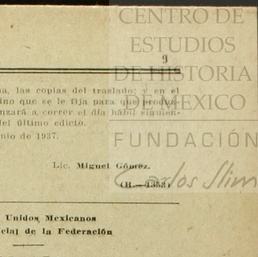 CENTRO DE
ESTUDIOS
9
DE HISTORIA
DE MEXICO
FUNDACIÓN
Carlos Slim
las copias del traslado; y en el
ino que se le fija para que produz-
nzará a correr el día hábil siguien-
del último edicto.
nio de 1937.
Lic. Miguel Gómez.
(R.—1353)
Unidos Mexicanos
cial de la Federación